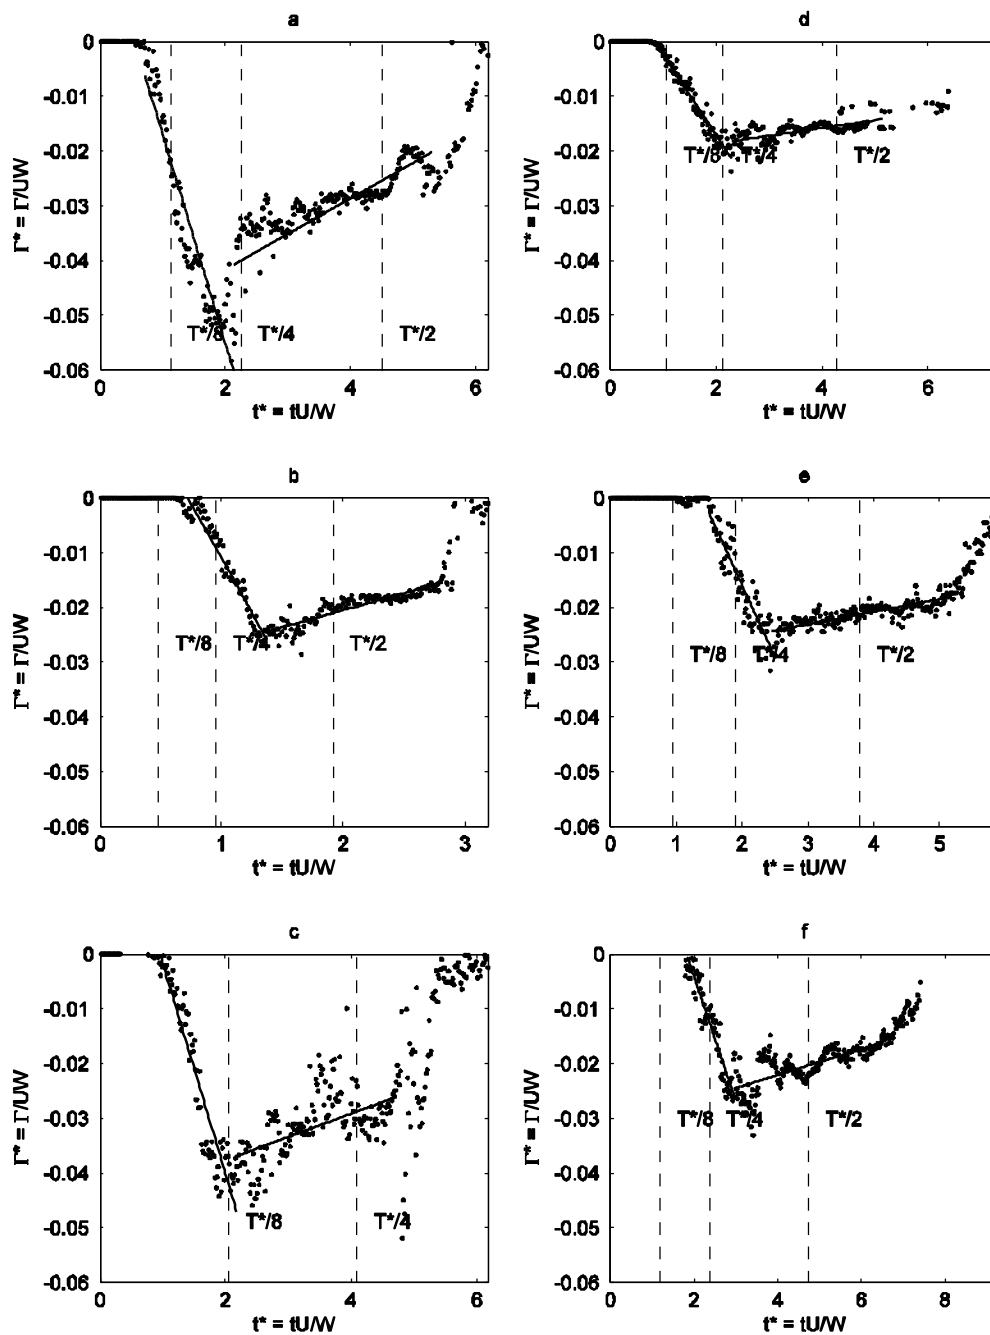 a
0
-0.01
-0.02
-0.03
-0.04
-0.05
-0.06
Γ* = Γ/UW
T*/8
T*/4
T*/2
0 2 4 6
t* = tU/W
d
0
-0.01
-0.02
-0.03
-0.04
-0.05
-0.06
Γ* = Γ/UW
T*/8
T*/4
T*/2
0 2 4 6
t* = tU/W
b
0
-0.01
-0.02
-0.03
-0.04
-0.05
-0.06
Γ* = Γ/UW
T*/8
T*/4
T*/2
0 1 2 3
t* = tU/W
e
0
-0.01
-0.02
-0.03
-0.04
-0.05
-0.06
Γ* = Γ/UW
T*/8
T*/4
T*/2
0 1 2 3 4 5
t* = tU/W
c
0
-0.01
-0.02
-0.03
-0.04
-0.05
-0.06
Γ* = Γ/UW
T*/8
T*/4
0 2 4 6
t* = tU/W
f
0
-0.01
-0.02
-0.03
-0.04
-0.05
-0.06
Γ* = Γ/UW
T*/8
T*/4
T*/2
0 2 4 6 8
t* = tU/W